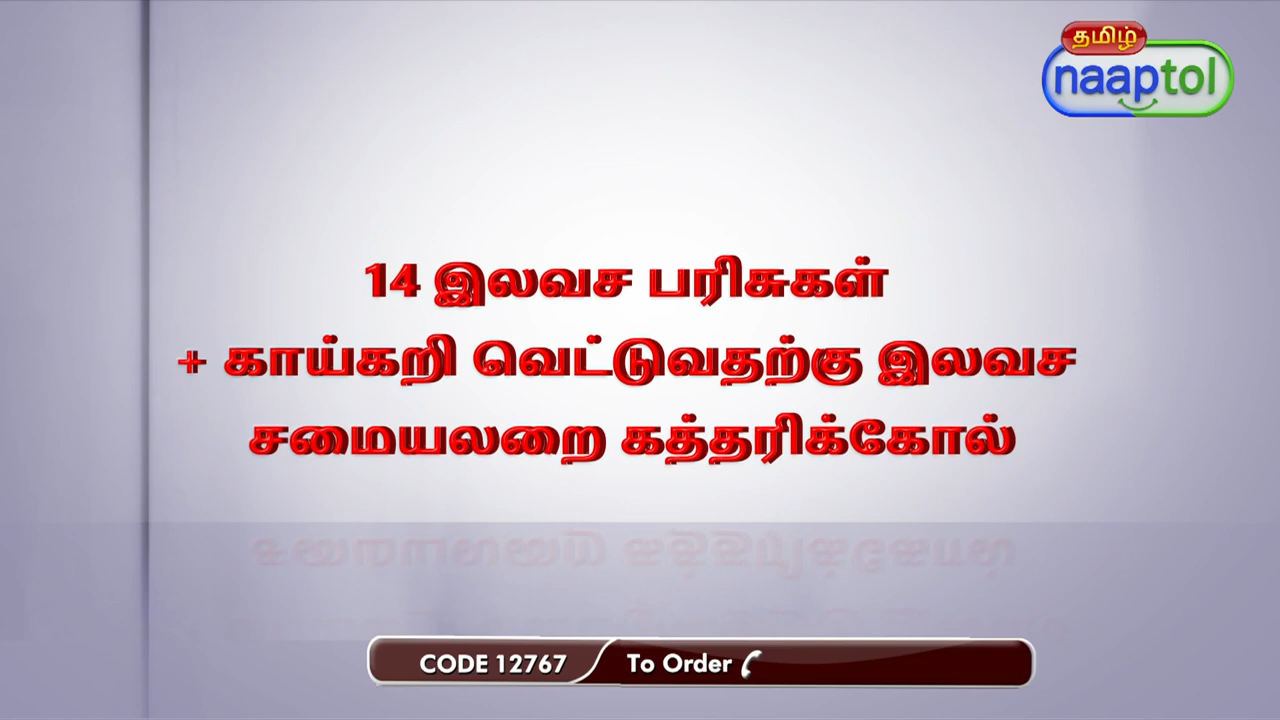 தமிழ்
naaptol
14 இலவச பரிசுகள்
+ காய்கறி வெட்டுவதற்கு இலவச
சமையலறை கத்தரிக்கோல்
CODE 12767 To Order